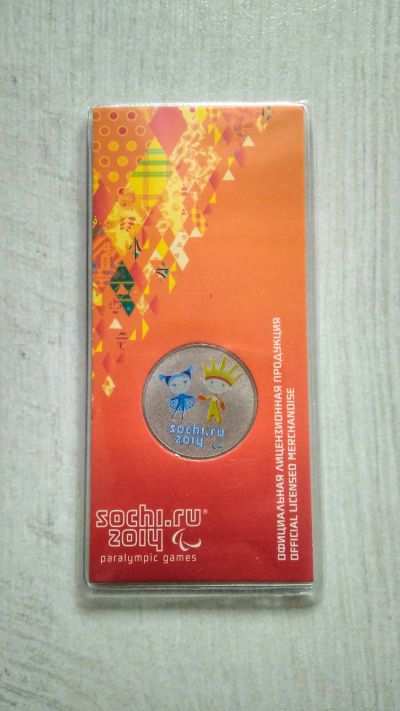 sochi.ru
2014
sochi.ru
2014
paralympic games
ОФИЦИАЛЬНАЯ ЛИЦЕНЗИОННАЯ ПРОДУКЦИЯ
OFFICIAL LICENSED MERCHANDISE